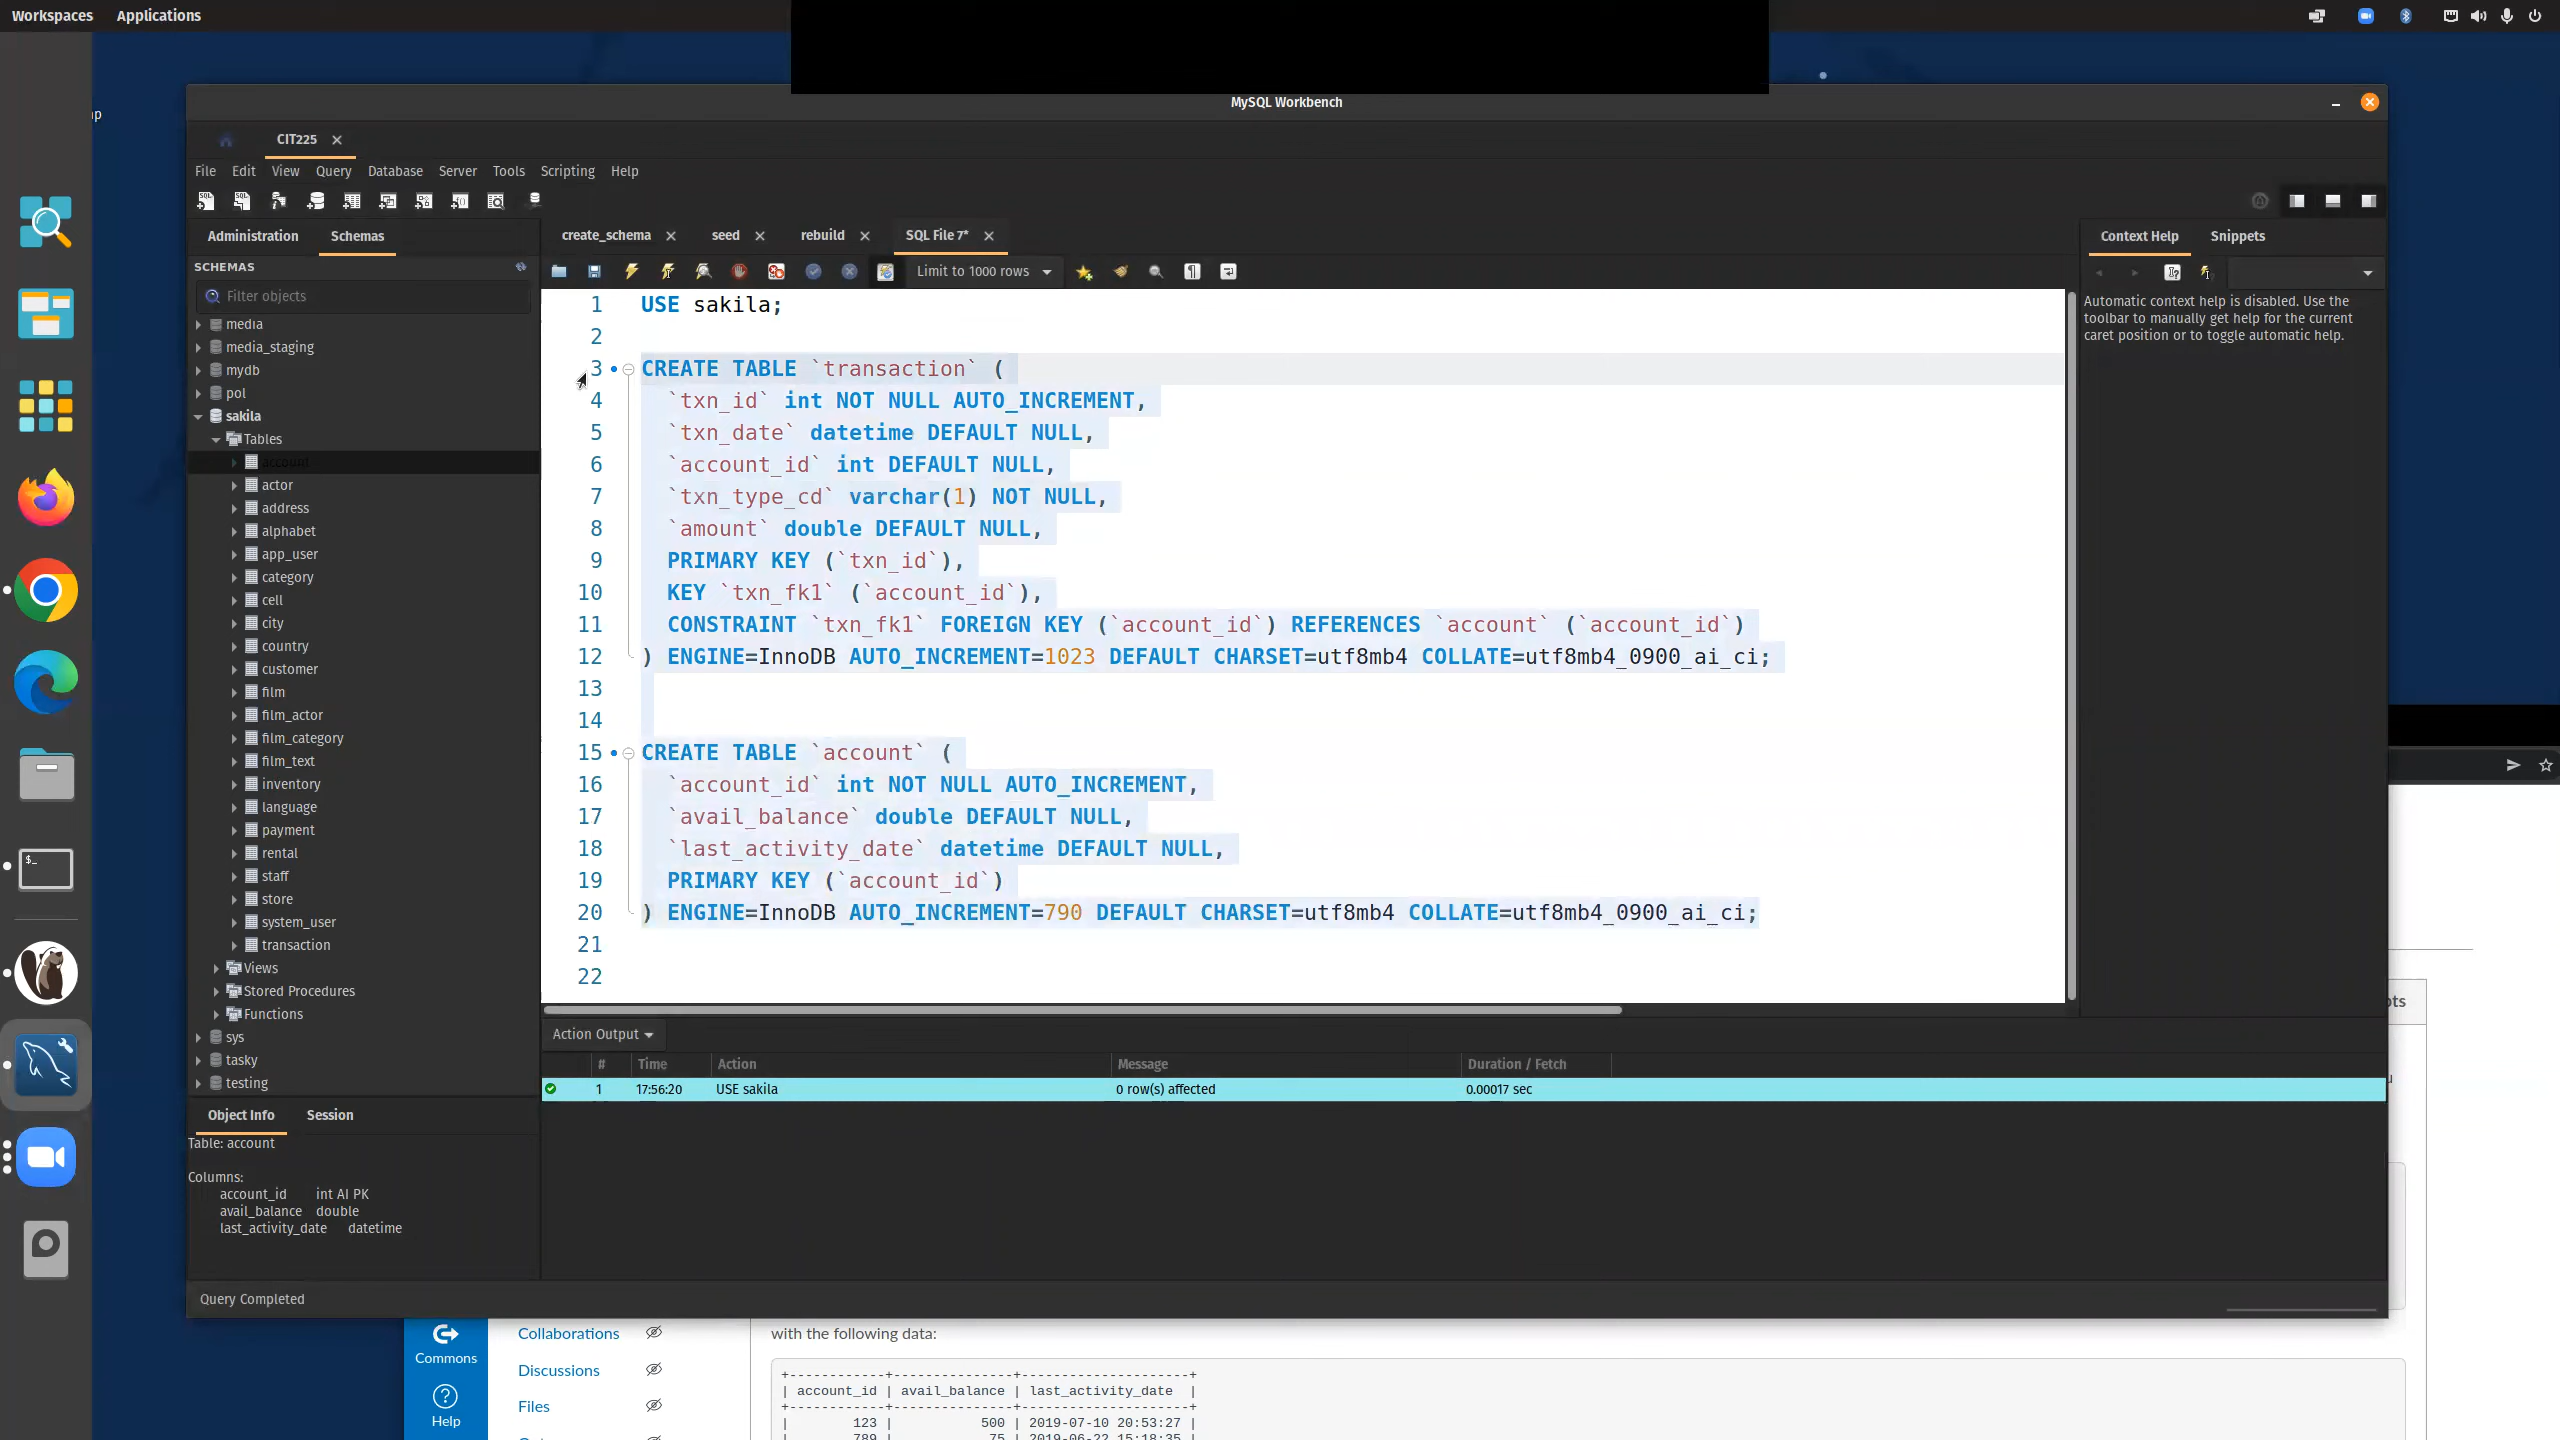 Workspaces Applications
MySQL Workbench
CIT225
File Edit View Query Database Server Tools Scripting Help
Administration Schemas
create_schema seed rebuild SQL File 7*
Context Help Snippets
SCHEMAS
Filter objects
Limit to 1000 rows
media
media_staging
mydb
pol
sakila
Tables
account
actor
address
alphabet
app_user
category
cell
city
country
customer
film
film_actor
film_category
film_text
inventory
language
payment
rental
staff
store
system_user
transaction
Views
Stored Procedures
Functions
sys
tasky
testing
1 USE sakila;
2
3 CREATE TABLE `transaction` (
4 `txn_id` int NOT NULL AUTO_INCREMENT,
5 `txn_date` datetime DEFAULT NULL,
6 `account_id` int DEFAULT NULL,
7 `txn_type_cd` varchar(1) NOT NULL,
8 `amount` double DEFAULT NULL,
9 PRIMARY KEY (`txn_id`),
10 KEY `txn_fk1` (`account_id`),
11 CONSTRAINT `txn_fk1` FOREIGN KEY (`account_id`) REFERENCES `account` (`account_id`)
12 ) ENGINE=InnoDB AUTO_INCREMENT=1023 DEFAULT CHARSET=utf8mb4 COLLATE=utf8mb4_0900_ai_ci;
13
14
15 CREATE TABLE `account` (
16 `account_id` int NOT NULL AUTO_INCREMENT,
17 `avail_balance` double DEFAULT NULL,
18 `last_activity_date` datetime DEFAULT NULL,
19 PRIMARY KEY (`account_id`)
20 ) ENGINE=InnoDB AUTO_INCREMENT=790 DEFAULT CHARSET=utf8mb4 COLLATE=utf8mb4_0900_ai_ci;
21
22
Automatic context help is disabled. Use the
toolbar to manually get help for the current
caret position or to toggle automatic help.
Action Output
# Time Action Message Duration / Fetch
1 17:56:20 USE sakila 0 row(s) affected 0.00017 sec
Object Info Session
Table: account
Columns:
account_id int AI PK
avail_balance double
last_activity_date datetime
Query Completed
Commons
Help
Collaborations
Discussions
Files
with the following data:
+------------+---------------+---------------------+
| account_id | avail_balance | last_activity_date |
+------------+---------------+---------------------+
| 123 | 500 | 2019-07-10 20:53:27 |
| 789 | 75 | 2019-06-22 15:18:35 |